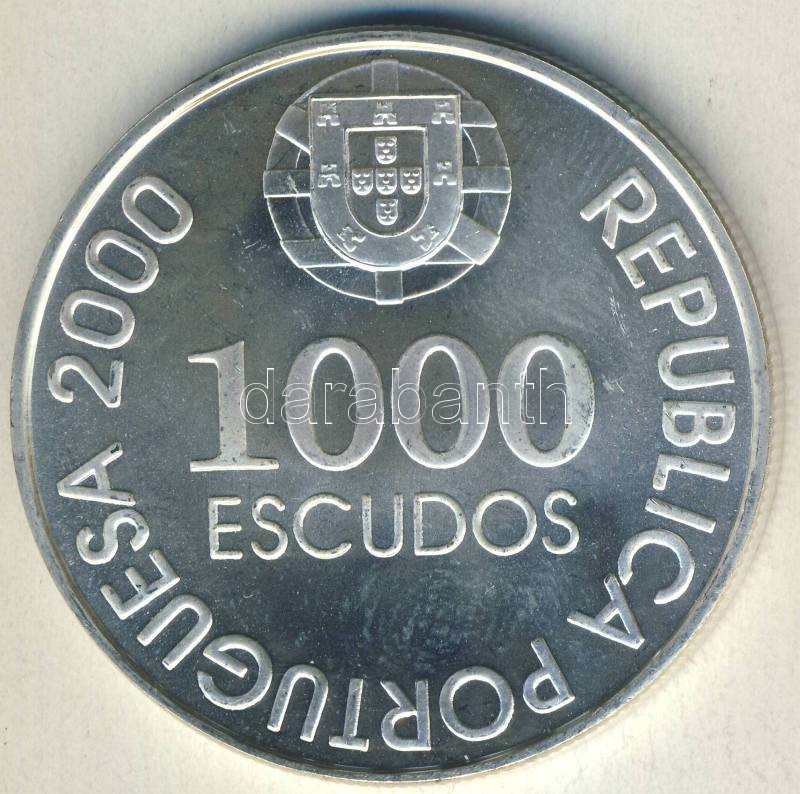 REPUBLICA PORTUGUESA 2000
1000
ESCUDOS
darabanth